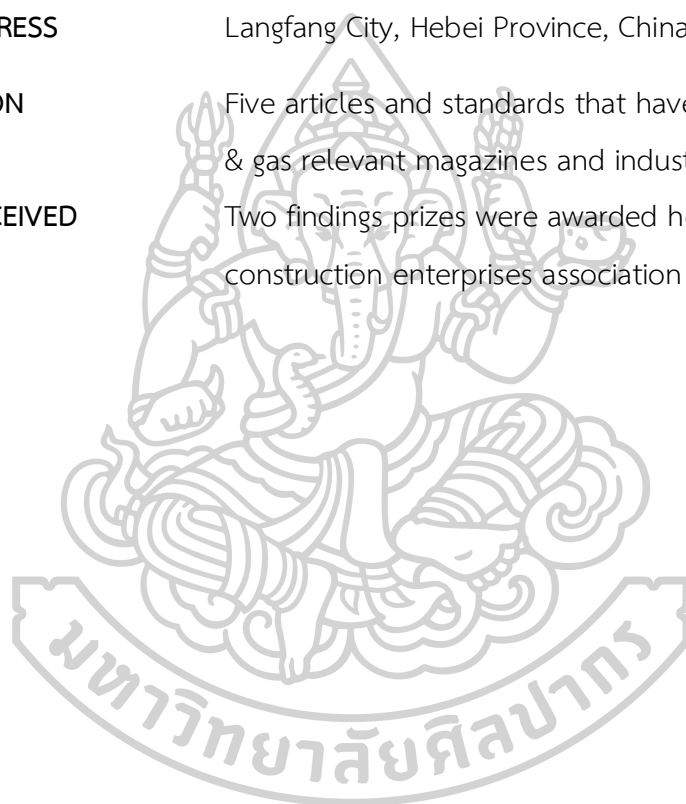 RESS Langfang City, Hebei Province, China
ON Five articles and standards that have
& gas relevant magazines and indust
CEIVED Two findings prizes were awarded
construction enterprises association
มหาวิทยาลัยศิลปากร